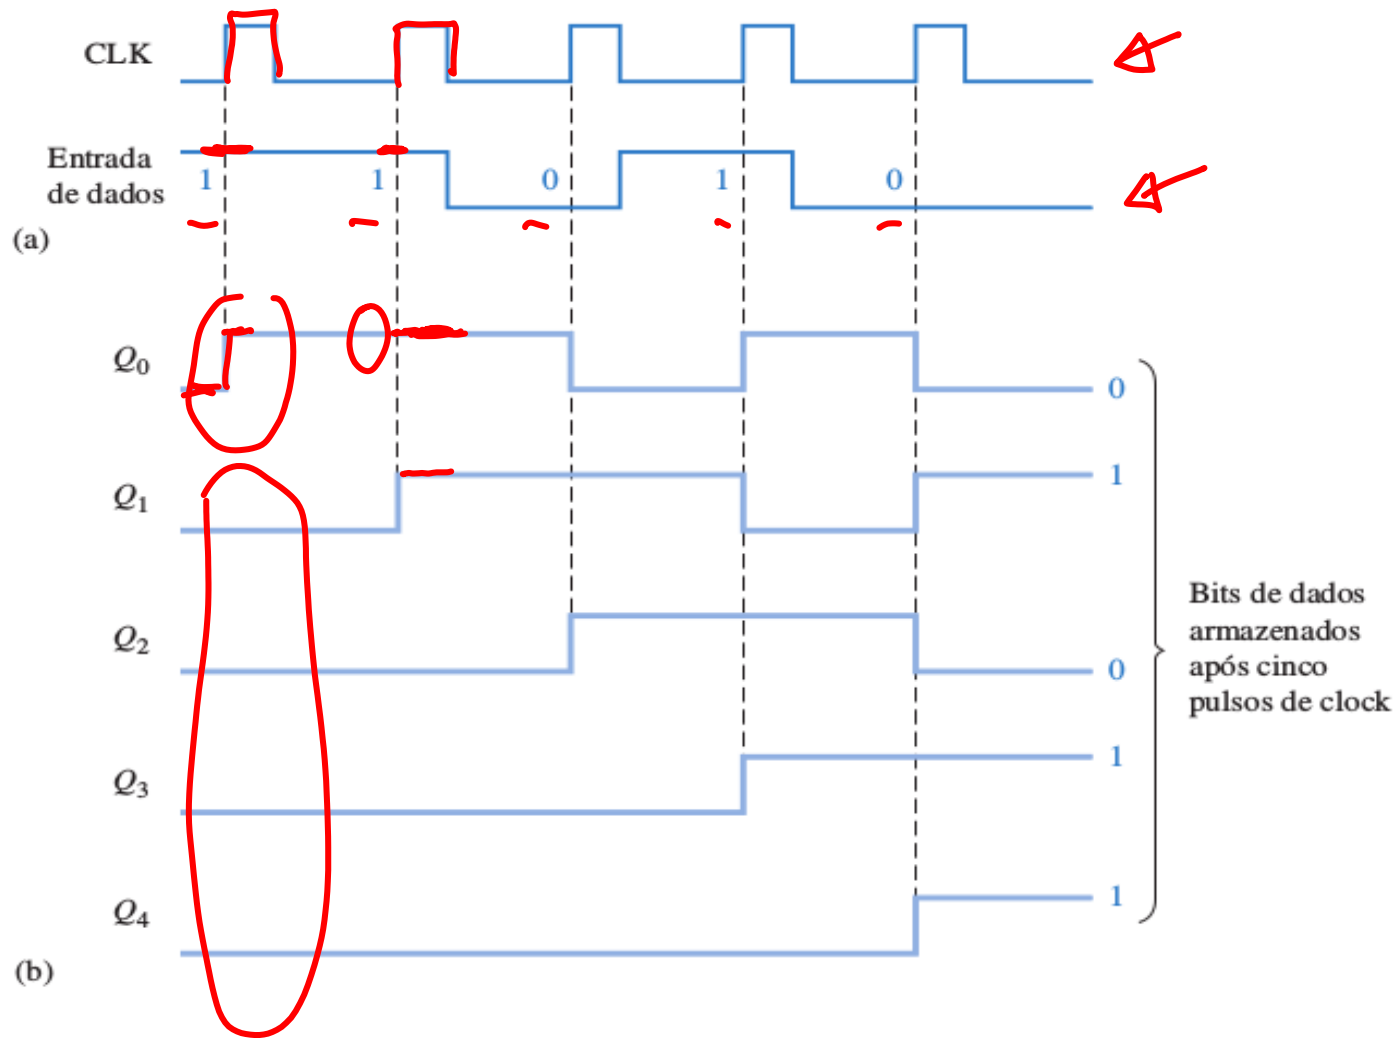 CLK
Entrada
de dados
1 1 0 1 0
(a)
Q0
0
Q1
1
Q2
0
Q3
1
Q4
1
Bits de dados
armazenados
após cinco
pulsos de clock
(b)